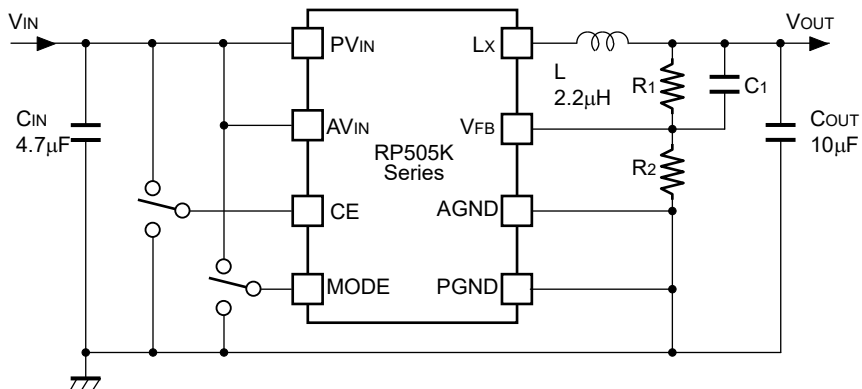 VIN
PVIN
LX
VOUT
L
2.2μH
R1
C1
CIN
4.7μF
AVIN
VFB
COUT
10μF
RP505K
Series
R2
CE
AGND
MODE
PGND